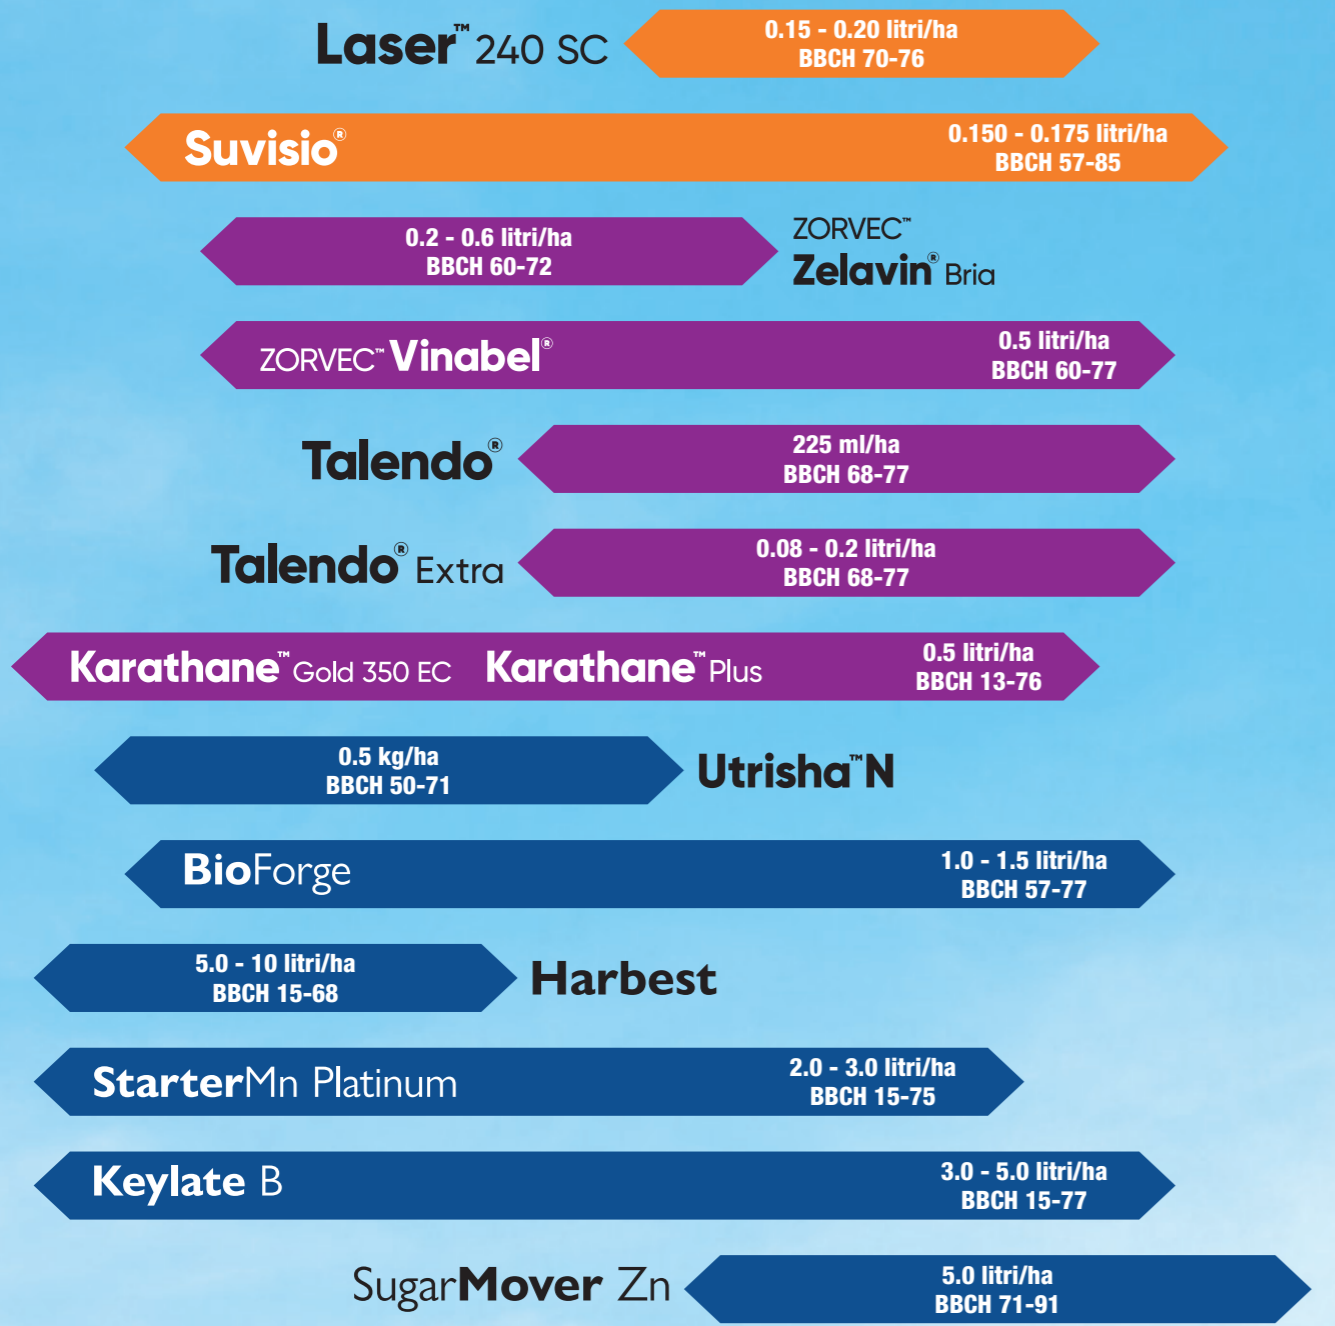 Laser™ 240 SC
0.15 - 0.20 litri/ha
BBCH 70-76
Suvisio®
0.150 - 0.175 litri/ha
BBCH 57-85
0.2 - 0.6 litri/ha
BBCH 60-72
ZORVEC™
Zelavin® Bria
ZORVEC™ Vinabel®
0.5 litri/ha
BBCH 60-77
Talendo®
225 ml/ha
BBCH 68-77
Talendo® Extra
0.08 - 0.2 litri/ha
BBCH 68-77
Karathane™ Gold 350 EC Karathane™ Plus
0.5 litri/ha
BBCH 13-76
0.5 kg/ha
BBCH 50-71
Utrisha™ N
BioForge
1.0 - 1.5 litri/ha
BBCH 57-77
5.0 - 10 litri/ha
BBCH 15-68
Harbest
StarterMn Platinum
2.0 - 3.0 litri/ha
BBCH 15-75
Keylate B
3.0 - 5.0 litri/ha
BBCH 15-77
SugarMover Zn
5.0 litri/ha
BBCH 71-91